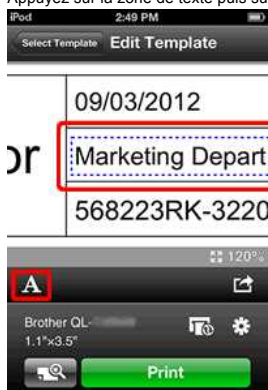 Appuyez sur la zone de texte puis su
iPod 2:49 PM
Select Template Edit Template
09/03/2012
or Marketing Depart
568223RK-3220
120%
A
Brother QL-
1.1"x3.5"
Print